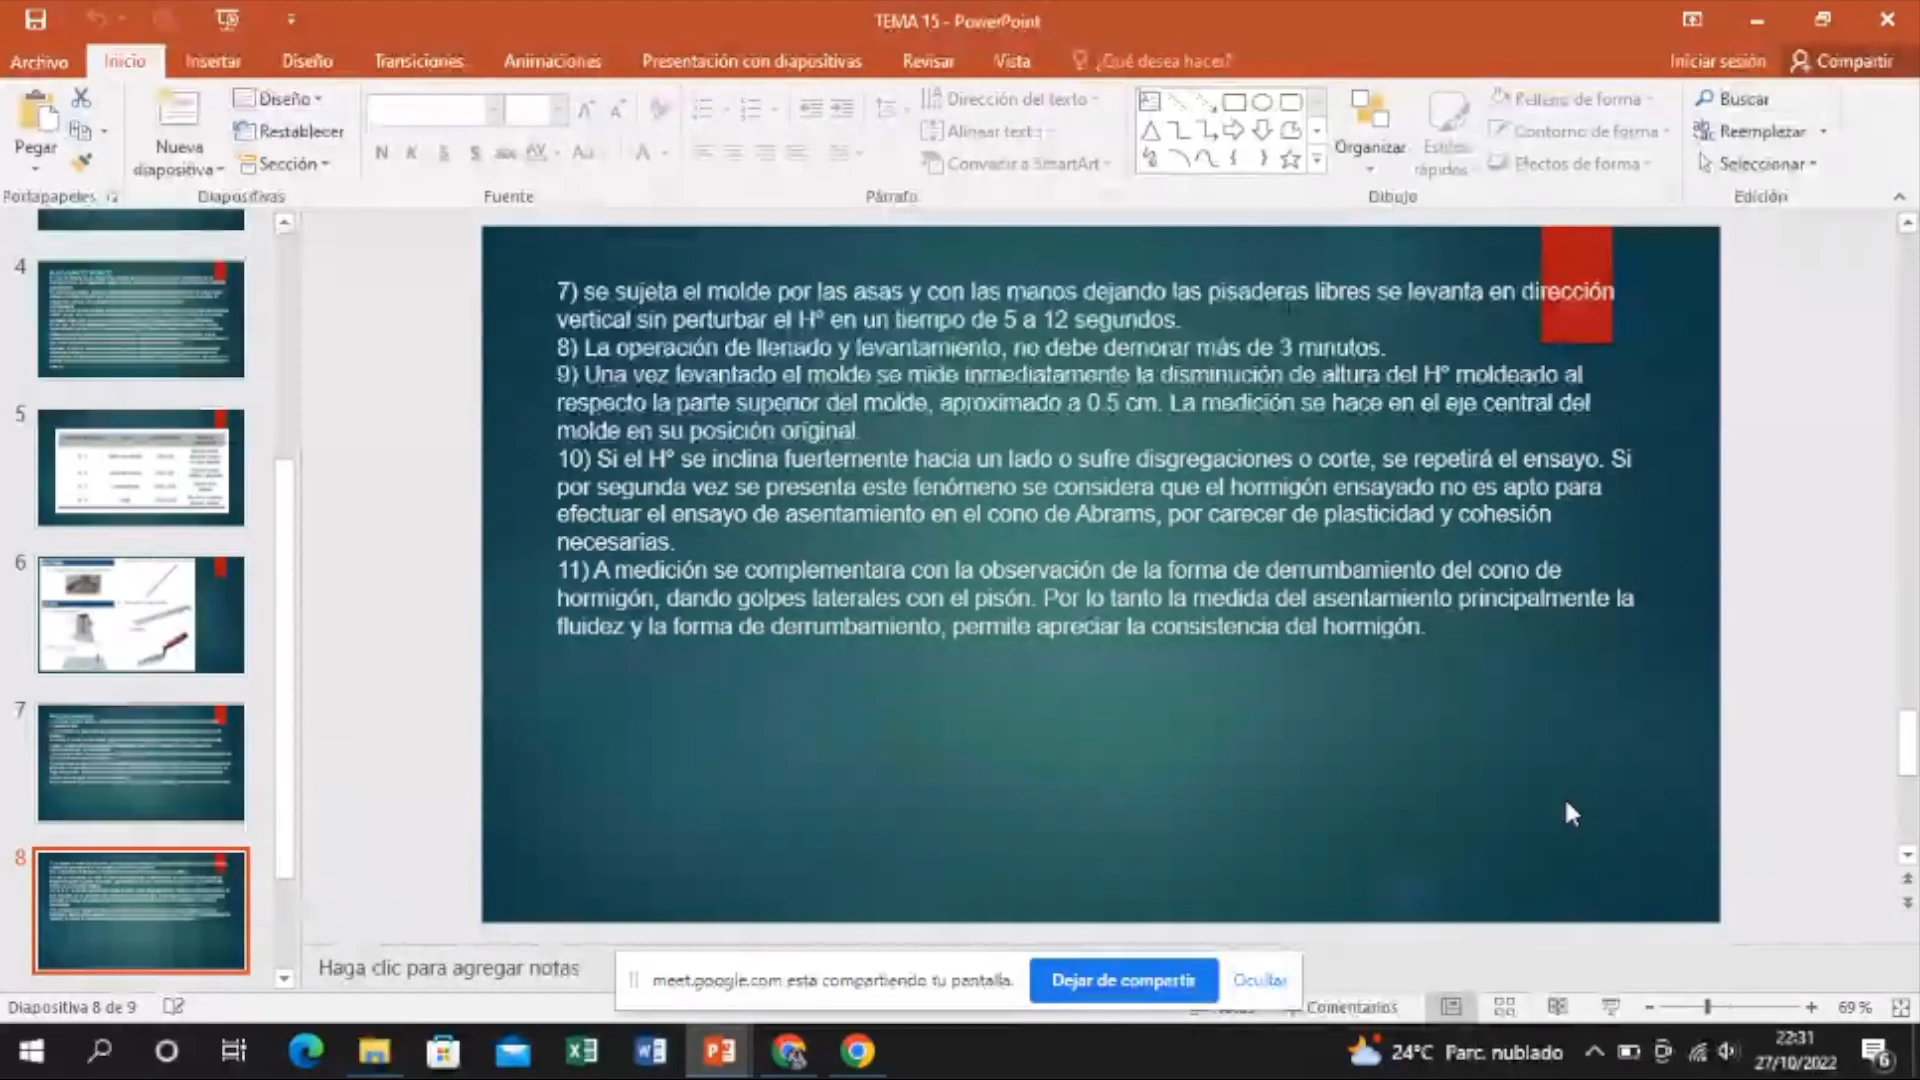 TEMA 15 - PowerPoint
Archivo Inicio Insertar Diseño Transiciones Animaciones Presentación con diapositivas Revisar Vista ¿Qué desea hacer? Iniciar sesión Compartir
Pegar
Nueva diapositiva
Diseño
Restablecer
Sección
N K S S abc AV Aa A
Dirección del texto
Alinear texto
Convertir a SmartArt
Organizar
Estilos rápidos
Relleno de forma
Contorno de forma
Efectos de forma
Buscar
Reemplazar
Seleccionar
Portapapeles Diapositivas Fuente Párrafo Dibujo Edición
4
5
6
7
8
7) se sujeta el molde por las asas y con las manos dejando las pisaderas libres se levanta en dirección
vertical sin perturbar el H° en un tiempo de 5 a 12 segundos.
8) La operación de llenado y levantamiento, no debe demorar más de 3 minutos.
9) Una vez levantado el molde se mide inmediatamente la disminución de altura del H° moldeado al
respecto la parte superior del molde, aproximado a 0.5 cm. La medición se hace en el eje central del
molde en su posición original.
10) Si el H° se inclina fuertemente hacia un lado o sufre disgregaciones o corte, se repetirá el ensayo. Si
por segunda vez se presenta este fenómeno se considera que el hormigón ensayado no es apto para
efectuar el ensayo de asentamiento en el cono de Abrams, por carecer de plasticidad y cohesión
necesarias.
11) A medición se complementara con la observación de la forma de derrumbamiento del cono de
hormigón, dando golpes laterales con el pisón. Por lo tanto la medida del asentamiento principalmente la
fluidez y la forma de derrumbamiento, permite apreciar la consistencia del hormigón.
Haga clic para agregar notas
meet.google.com está compartiendo tu pantalla. Dejar de compartir Ocultar
Diapositiva 8 de 9 Comentarios 69 %
24°C Parc. nublado
22:31
27/10/2022
6